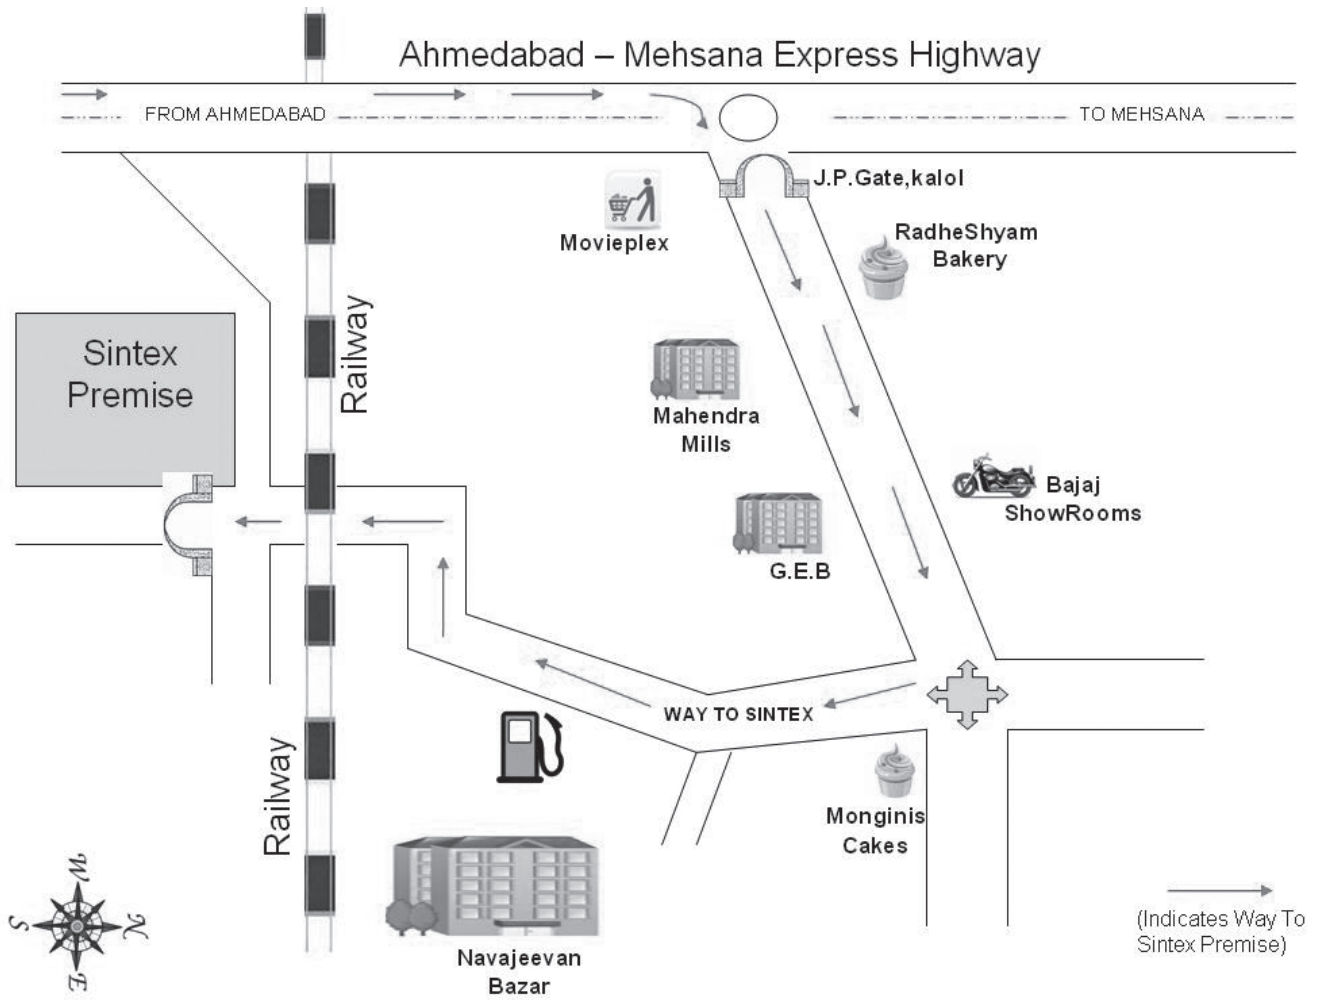 Ahmedabad – Mehsana Express Highway
FROM AHMEDABAD
TO MEHSANA
J.P.Gate,kalol
Movieplex
RadheShyam
Bakery
Railway
Sintex
Premise
Mahendra
Mills
Bajaj
ShowRooms
G.E.B
WAY TO SINTEX
Railway
Monginis
Cakes
W
S
N
E
Navajeevan
Bazar
(Indicates Way To
Sintex Premise)